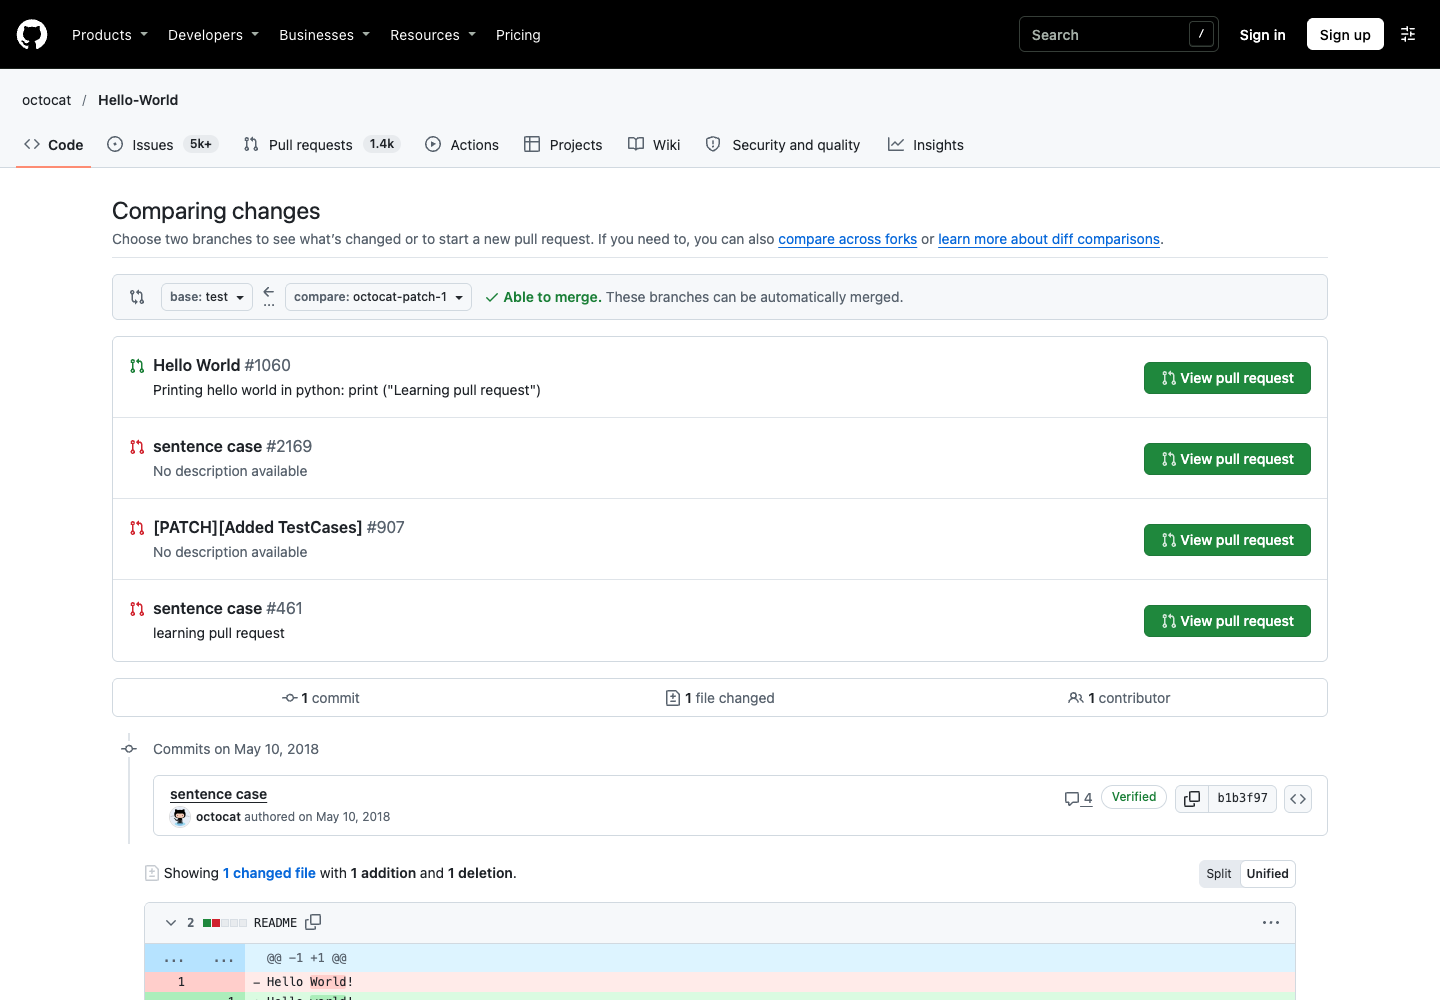 Products Developers Businesses Resources Pricing Search / Sign in Sign up
octocat / Hello-World
Code Issues 5k+ Pull requests 1.4k Actions Projects Wiki Security and quality Insights
Comparing changes
Choose two branches to see what’s changed or to start a new pull request. If you need to, you can also compare across forks or learn more about diff comparisons.
base: test ... compare: octocat-patch-1 Able to merge. These branches can be automatically merged.
Hello World #1060
Printing hello world in python: print ("Learning pull request")
View pull request
sentence case #2169
No description available
View pull request
[PATCH][Added TestCases] #907
No description available
View pull request
sentence case #461
learning pull request
View pull request
1 commit 1 file changed 1 contributor
Commits on May 10, 2018
sentence case
octocat authored on May 10, 2018
4 Verified b1b3f97
Showing 1 changed file with 1 addition and 1 deletion.
Split Unified
2 README
... ... @@ -1 +1 @@
1 - Hello World!
1 + Hello world!